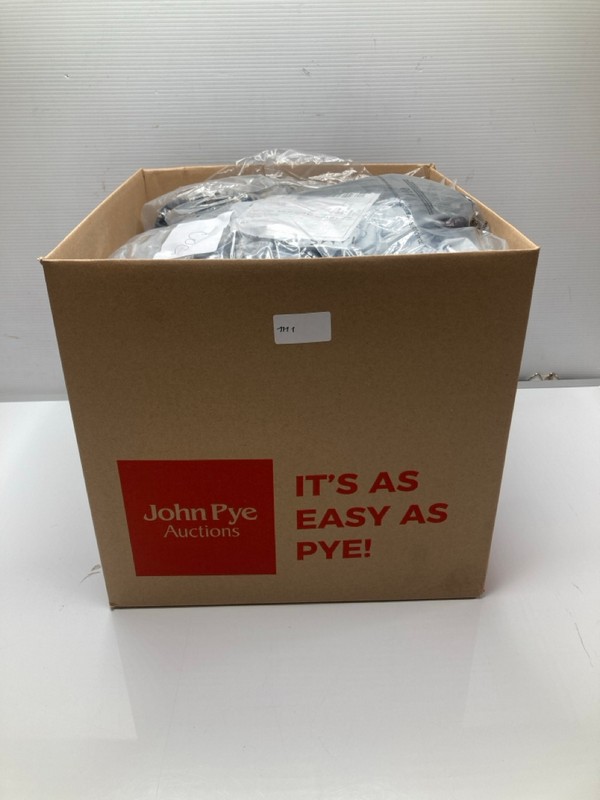 John Pye
Auctions
IT'S AS
EASY AS
PYE!